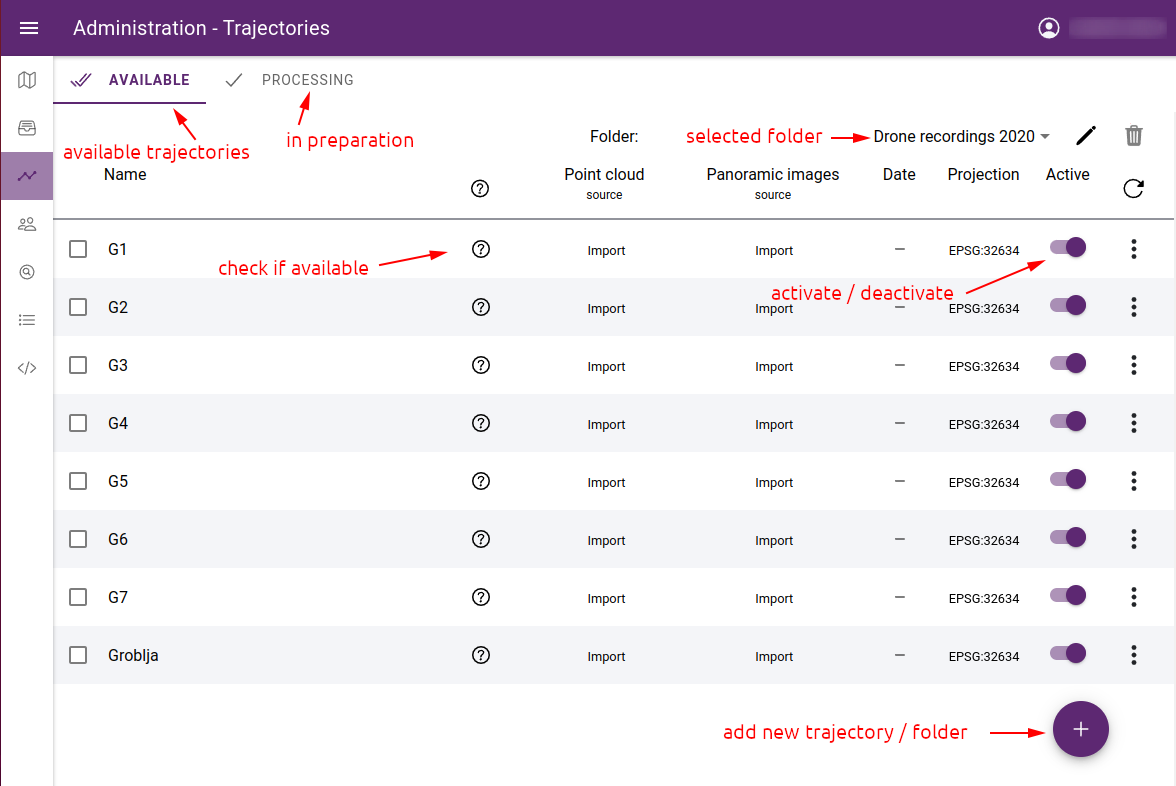 Administration - Trajectories
AVAILABLE PROCESSING
available trajectories
in preparation
Folder: selected folder Drone recordings 2020
Name Point cloud Panoramic images Date Projection Active
source source
G1 Import Import – EPSG:32634
check if available
activate / deactivate
G2 Import Import – EPSG:32634
G3 Import Import – EPSG:32634
G4 Import Import – EPSG:32634
G5 Import Import – EPSG:32634
G6 Import Import – EPSG:32634
G7 Import Import – EPSG:32634
Groblja Import Import – EPSG:32634
add new trajectory / folder